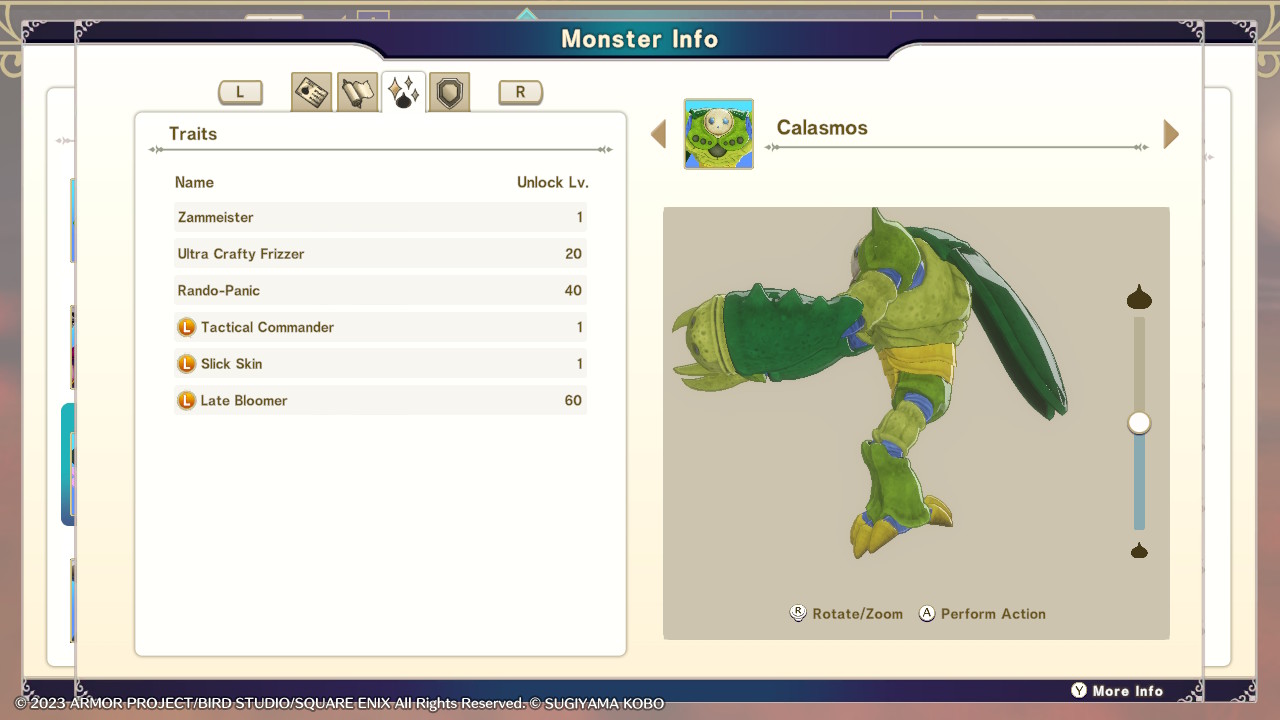 Monster Info
L
R
Traits
Name Unlock Lv.
Zammeister 1
Ultra Crafty Frizzer 20
Rando-Panic 40
L Tactical Commander 1
L Slick Skin 1
L Late Bloomer 60
Calasmos
R Rotate/Zoom A Perform Action
Y More Info
© 2023 ARMOR PROJECT/BIRD STUDIO/SQUARE ENIX All Rights Reserved. © SUGIYAMA KOBO